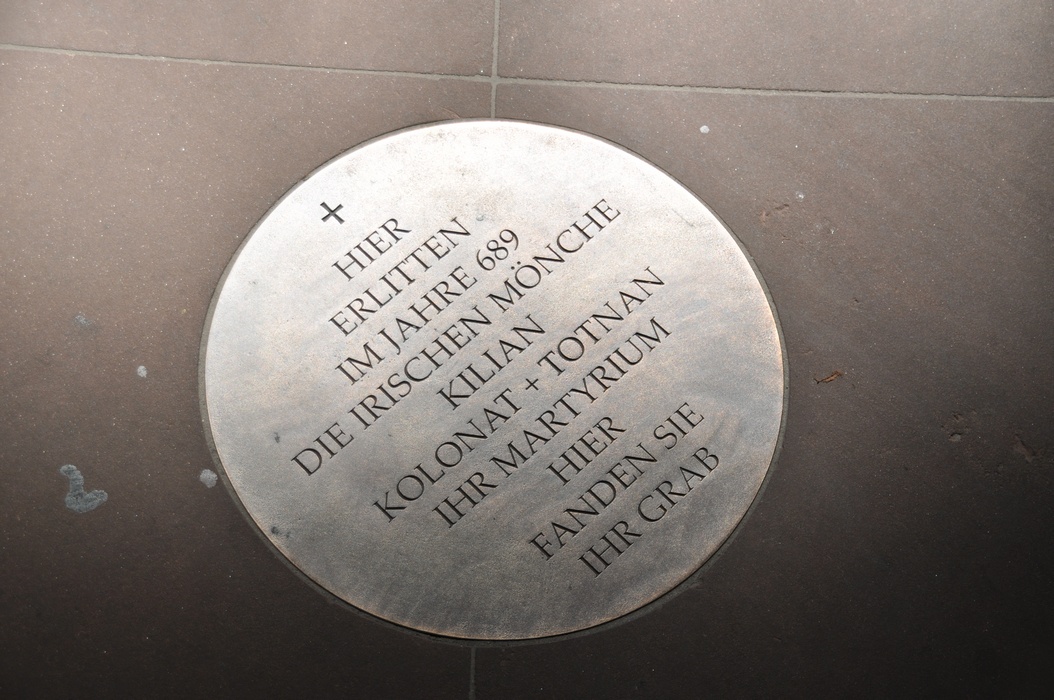 HIER
ERLITTEN
IM JAHRE 689
DIE IRISCHEN MÖNCHE
KILIAN
KOLONAT + TOTNAN
IHR MARTYRIUM
HIER
FANDEN SIE
IHR GRAB